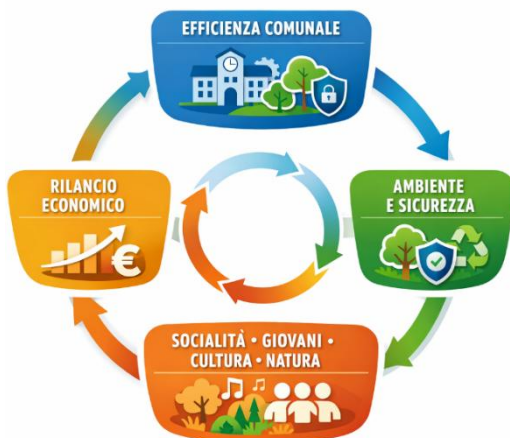 EFFICIENZA COMUNALE
RILANCIO
ECONOMICO
€
AMBIENTE
E SICUREZZA
SOCIALITÀ • GIOVANI •
CULTURA • NATURA